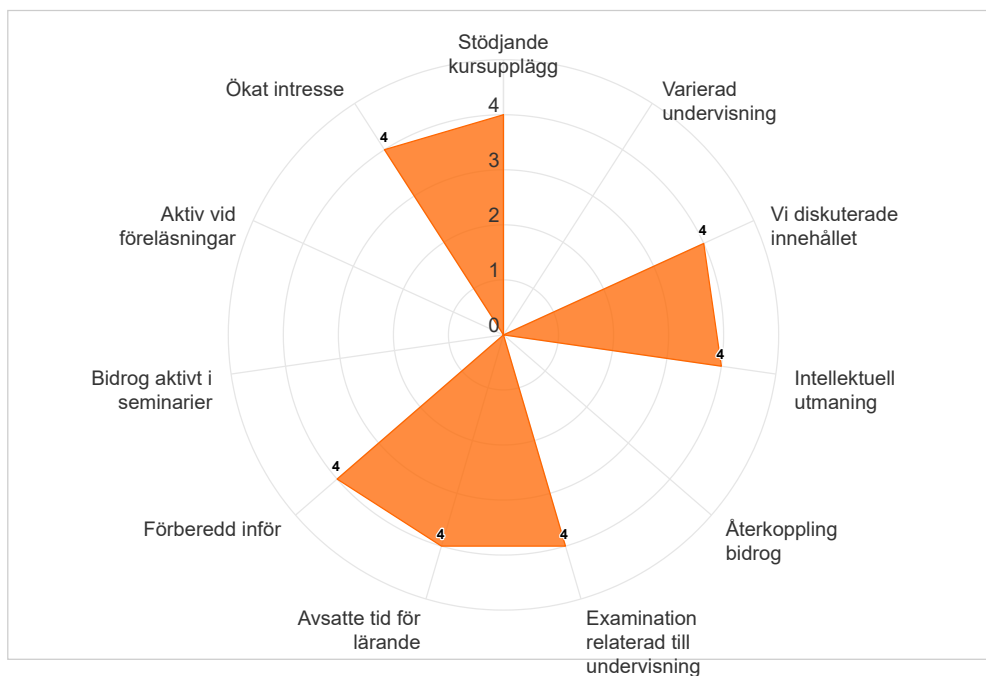 Stödjande
kursupplägg
Ökat intresse
Varierad
undervisning
4
4
3
Aktiv vid
föreläsningar
Vi diskuterade
innehållet
4
2
1
0
Bidrog aktivt i
seminarier
Intellektuell
utmaning
4
4
Förberedd inför
Återkoppling
bidrog
4
4
Avsatte tid för
lärande
Examination
relaterad till
undervisning